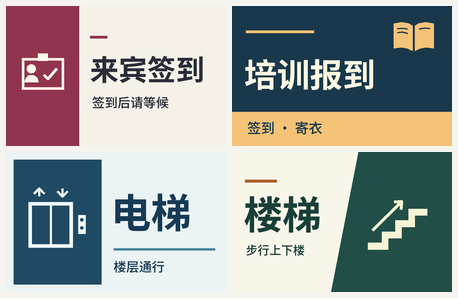 来宾签到
签到后请等候
培训报到
签到 · 寄衣
电梯
楼层通行
楼梯
步行上下楼